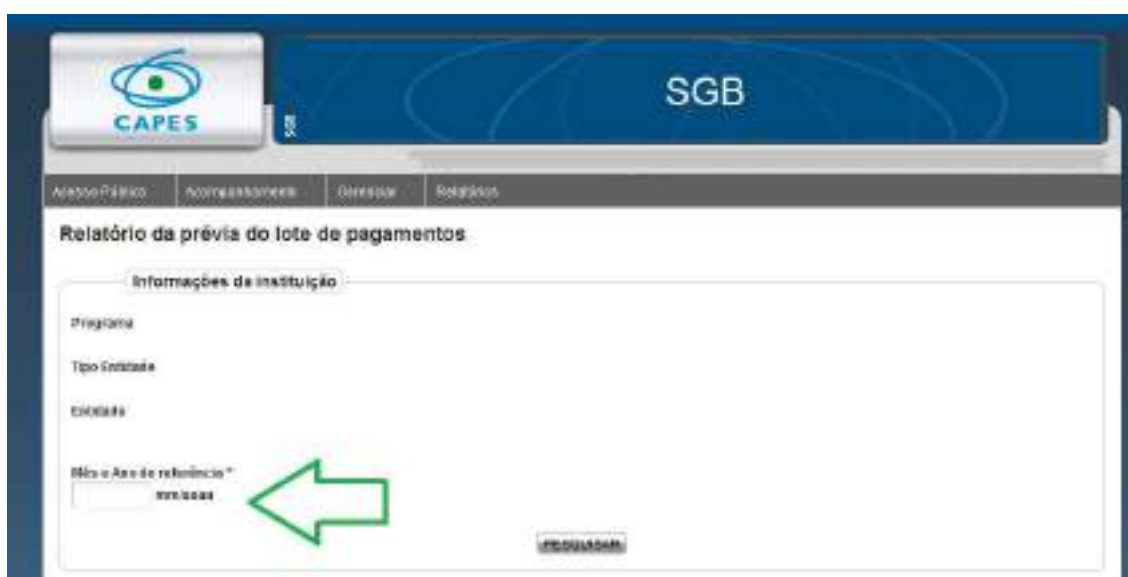 CAPES
SGB
SGB
Acesso Público Acompanhamento Gerenciar Relatórios
Relatório da prévia do lote de pagamentos
Informações da instituição
Programa
Tipo Entidade
Entidade
Mês e Ano de referência *
mm/aaaa
PESQUISAR